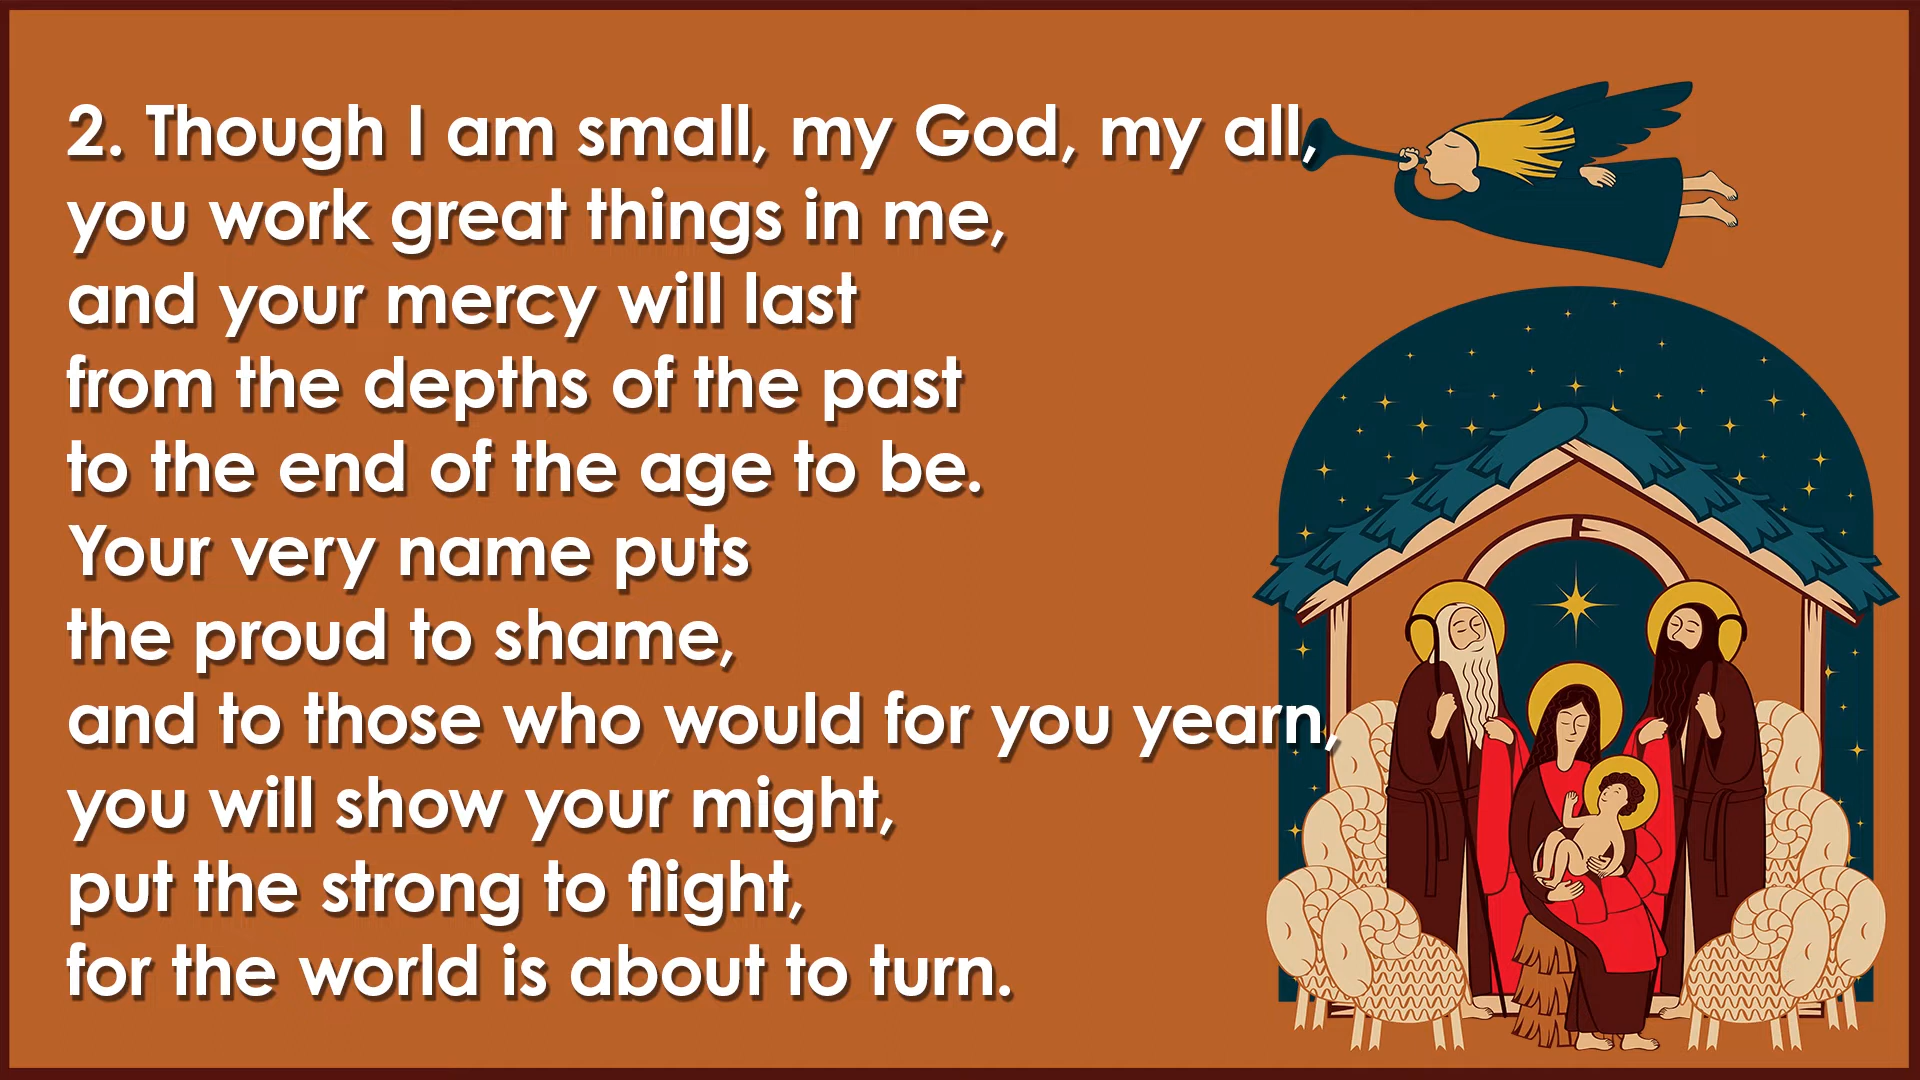 2. Though I am small, my God, my all,
you work great things in me,
and your mercy will last
from the depths of the past
to the end of the age to be.
Your very name puts
the proud to shame,
and to those who would for you yearn,
you will show your might,
put the strong to flight,
for the world is about to turn.